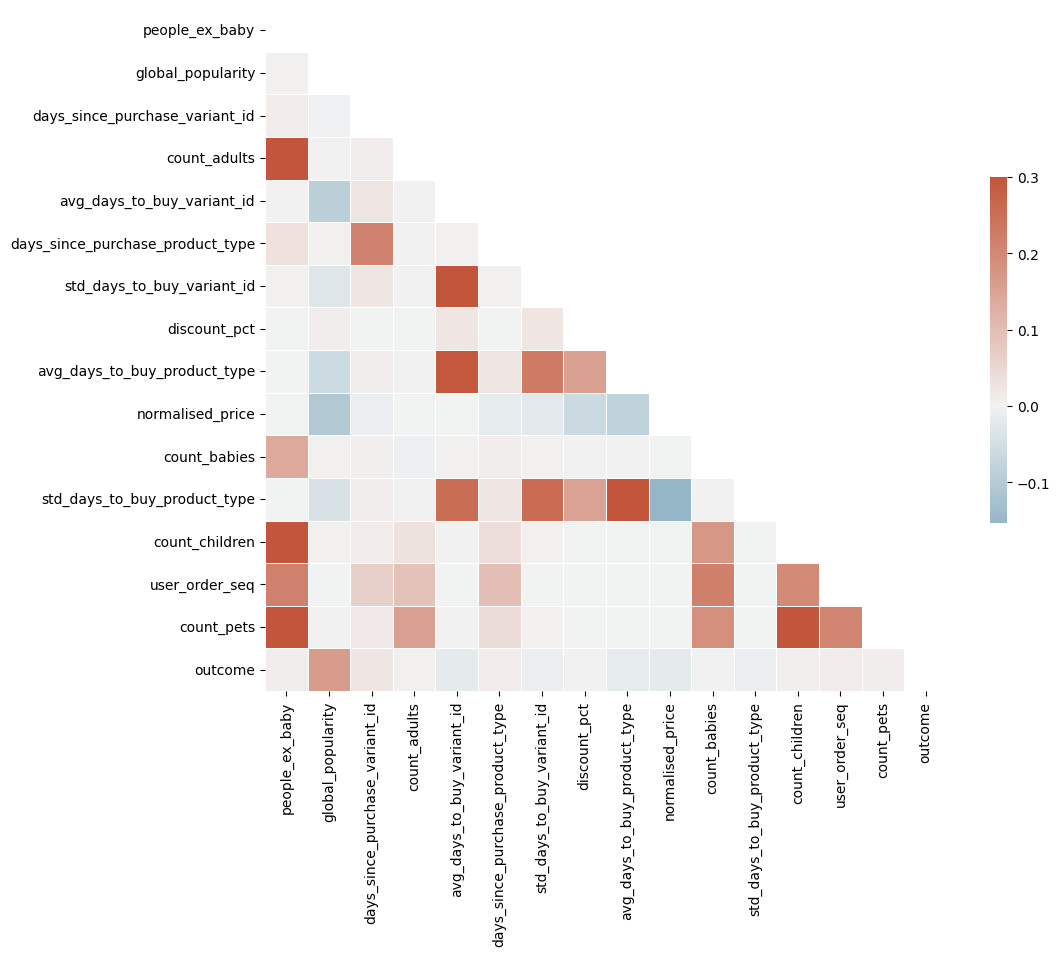 people_ex_baby
global_popularity
days_since_purchase_variant_id
count_adults
avg_days_to_buy_variant_id
days_since_purchase_product_type
std_days_to_buy_variant_id
discount_pct
avg_days_to_buy_product_type
normalised_price
count_babies
std_days_to_buy_product_type
count_children
user_order_seq
count_pets
outcome
people_ex_baby
global_popularity
days_since_purchase_variant_id
count_adults
avg_days_to_buy_variant_id
days_since_purchase_product_type
std_days_to_buy_variant_id
discount_pct
avg_days_to_buy_product_type
normalised_price
count_babies
std_days_to_buy_product_type
count_children
user_order_seq
count_pets
outcome
0.3
0.2
0.1
0.0
−0.1